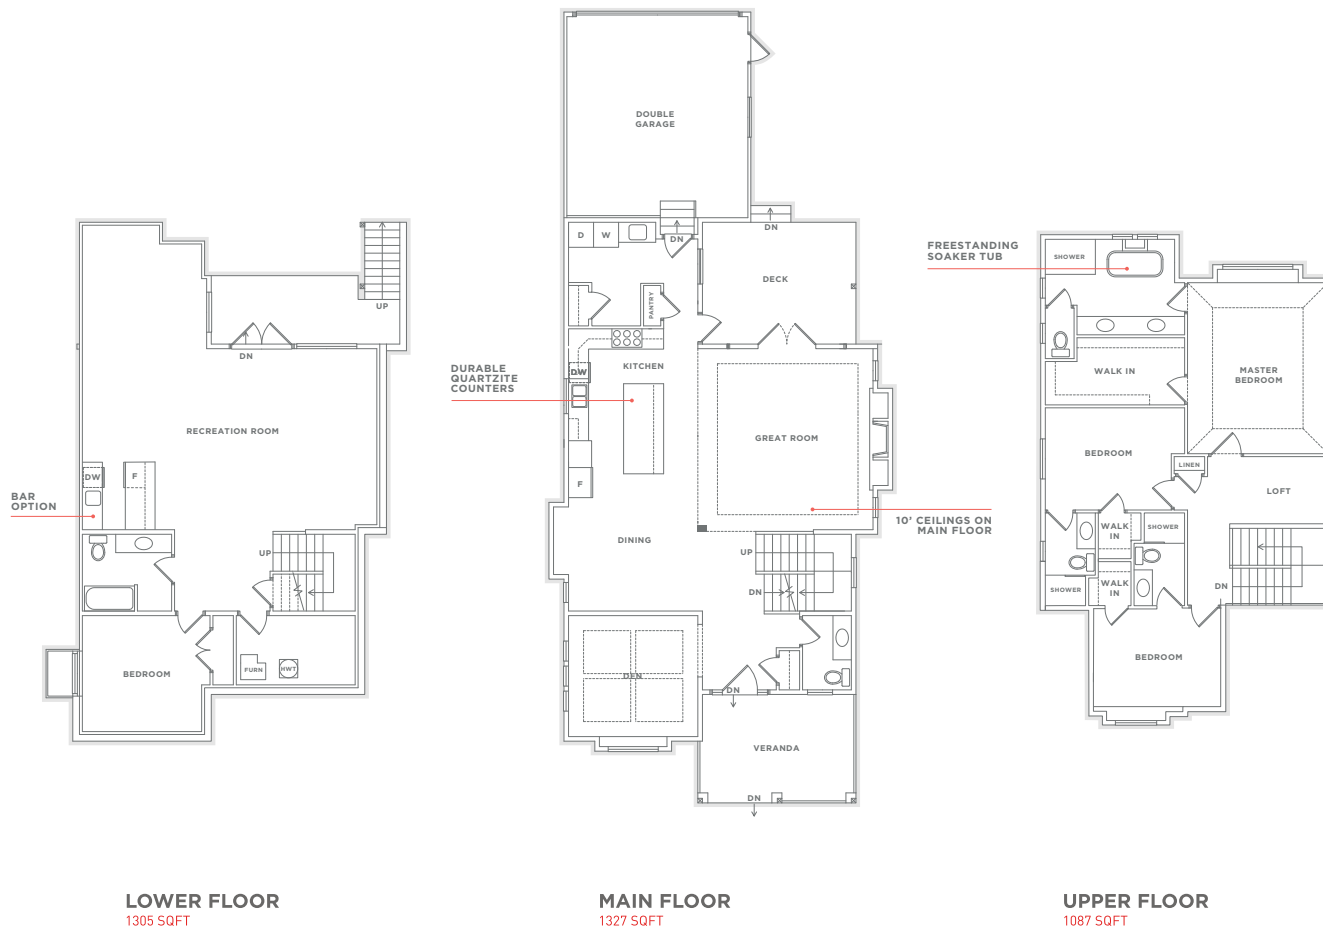 UP
DN
RECREATION ROOM
DW
F
BAR
OPTION
UP
BEDROOM
FURN
HWT
LOWER FLOOR
1305 SQFT
DOUBLE
GARAGE
D
W
DN
DN
DECK
PANTRY
KITCHEN
DW
DURABLE
QUARTZITE
COUNTERS
GREAT ROOM
F
10' CEILINGS ON
MAIN FLOOR
DINING
UP
DN
DEN
DN
VERANDA
DN
MAIN FLOOR
1327 SQFT
FREESTANDING
SOAKER TUB
SHOWER
WALK IN
MASTER
BEDROOM
BEDROOM
LINEN
LOFT
WALK
IN
SHOWER
WALK
IN
SHOWER
DN
BEDROOM
UPPER FLOOR
1087 SQFT